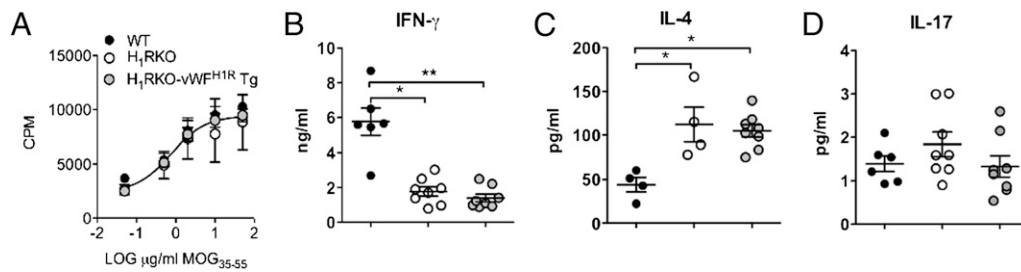 A
WT
H₁RKO
H₁RKO-vWFᴴ¹ᴿ Tg
15000
10000
5000
0
CPM
-2 -1 0 1 2
LOG μg/ml MOG₃₅₋₅₅
B
IFN-γ
**
*
10
8
6
4
2
0
ng/ml
C
IL-4
*
*
200
150
100
50
0
pg/ml
D
IL-17
4
3
2
1
0
pg/ml